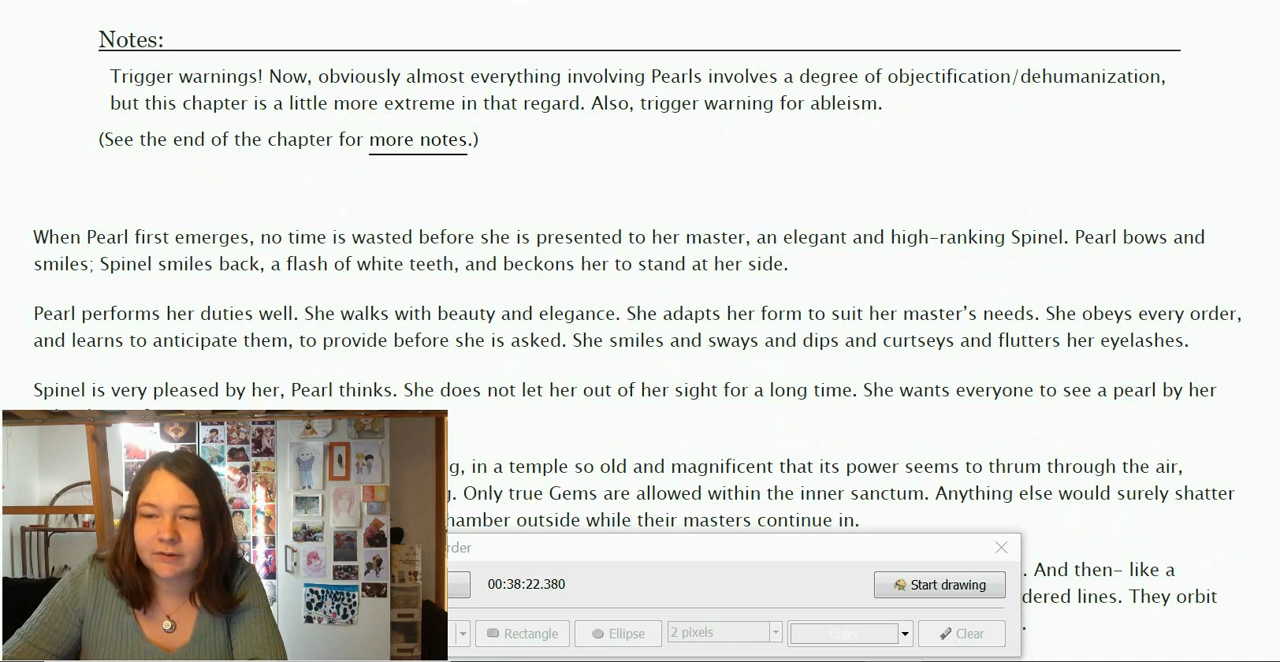 Notes:
Trigger warnings! Now, obviously almost everything involving Pearls involves a degree of objectification/dehumanization,
but this chapter is a little more extreme in that regard. Also, trigger warning for ableism.
(See the end of the chapter for more notes.)
When Pearl first emerges, no time is wasted before she is presented to her master, an elegant and high-ranking Spinel. Pearl bows and
smiles; Spinel smiles back, a flash of white teeth, and beckons her to stand at her side.
Pearl performs her duties well. She walks with beauty and elegance. She adapts her form to suit her master's needs. She obeys every order,
and learns to anticipate them, to provide before she is asked. She smiles and sways and dips and curtseys and flutters her eyelashes.
Spinel is very pleased by her, Pearl thinks. She does not let her out of her sight for a long time. She wants everyone to see a pearl by her
g, in a temple so old and magnificent that its power seems to thrum through the air,
. Only true Gems are allowed within the inner sanctum. Anything else would surely shatter
hamber outside while their masters continue in.
rder
00:38:22.380
Start drawing
. And then– like a
dered lines. They orbit
Rectangle
Ellipse
2 pixels
Color
Clear